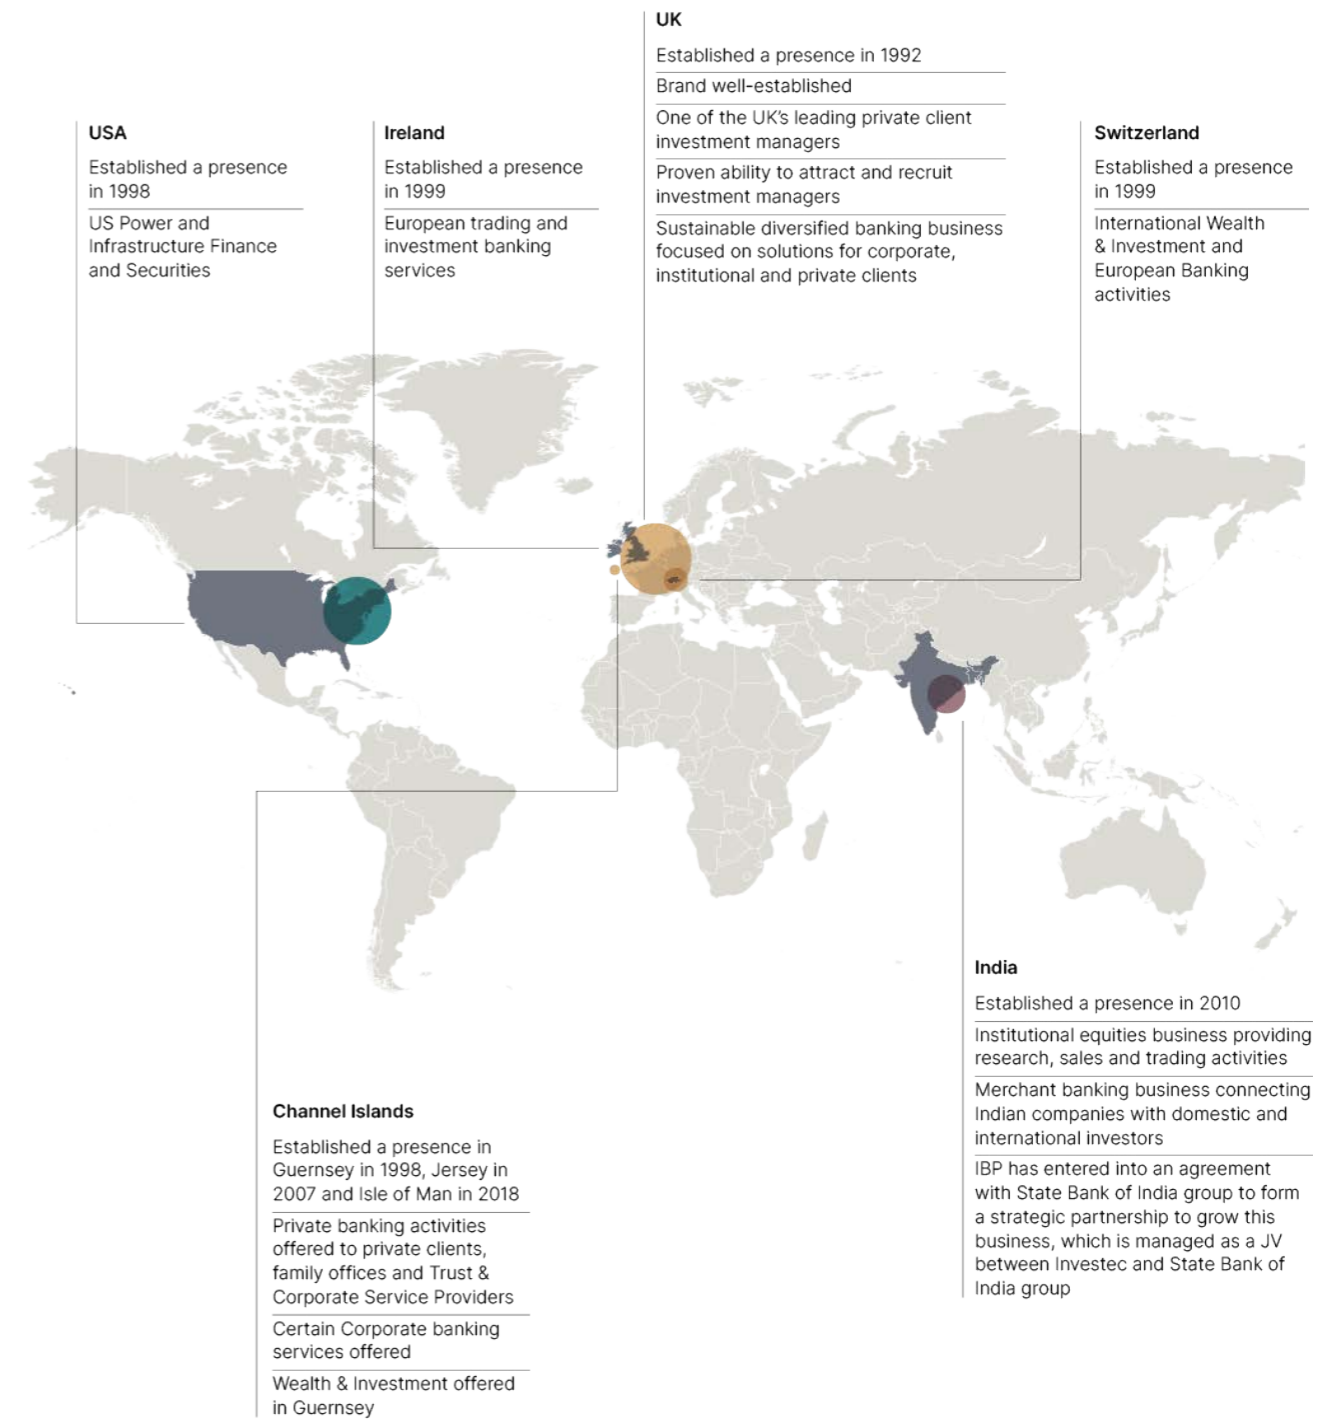 UK
Established a presence in 1992
Brand well-established
One of the UK’s leading private client
investment managers
Proven ability to attract and recruit
investment managers
Sustainable diversified banking business
focused on solutions for corporate,
institutional and private clients
USA
Established a presence
in 1998
US Power and
Infrastructure Finance
and Securities
Ireland
Established a presence
in 1999
European trading and
investment banking
services
Switzerland
Established a presence
in 1999
International Wealth
& Investment and
European Banking
activities
India
Established a presence in 2010
Institutional equities business providing
research, sales and trading activities
Merchant banking business connecting
Indian companies with domestic and
international investors
IBP has entered into an agreement
with State Bank of India group to form
a strategic partnership to grow this
business, which is managed as a JV
between Investec and State Bank of
India group
Channel Islands
Established a presence in
Guernsey in 1998, Jersey in
2007 and Isle of Man in 2018
Private banking activities
offered to private clients,
family offices and Trust &
Corporate Service Providers
Certain Corporate banking
services offered
Wealth & Investment offered
in Guernsey